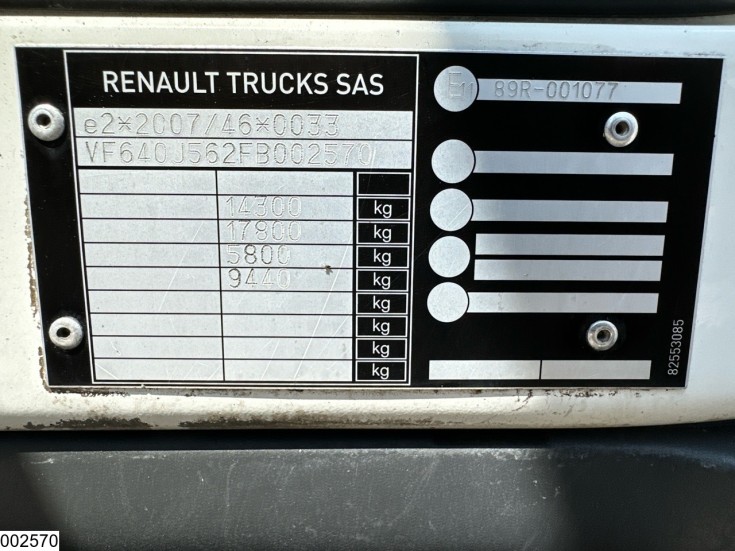 RENAULT TRUCKS SAS
e2*2007/46*0033
VF640J562FB002570
14300 kg
17800 kg
5800 kg
9440 kg
kg
kg
kg
kg
E11 89R-001077
82553085
002570